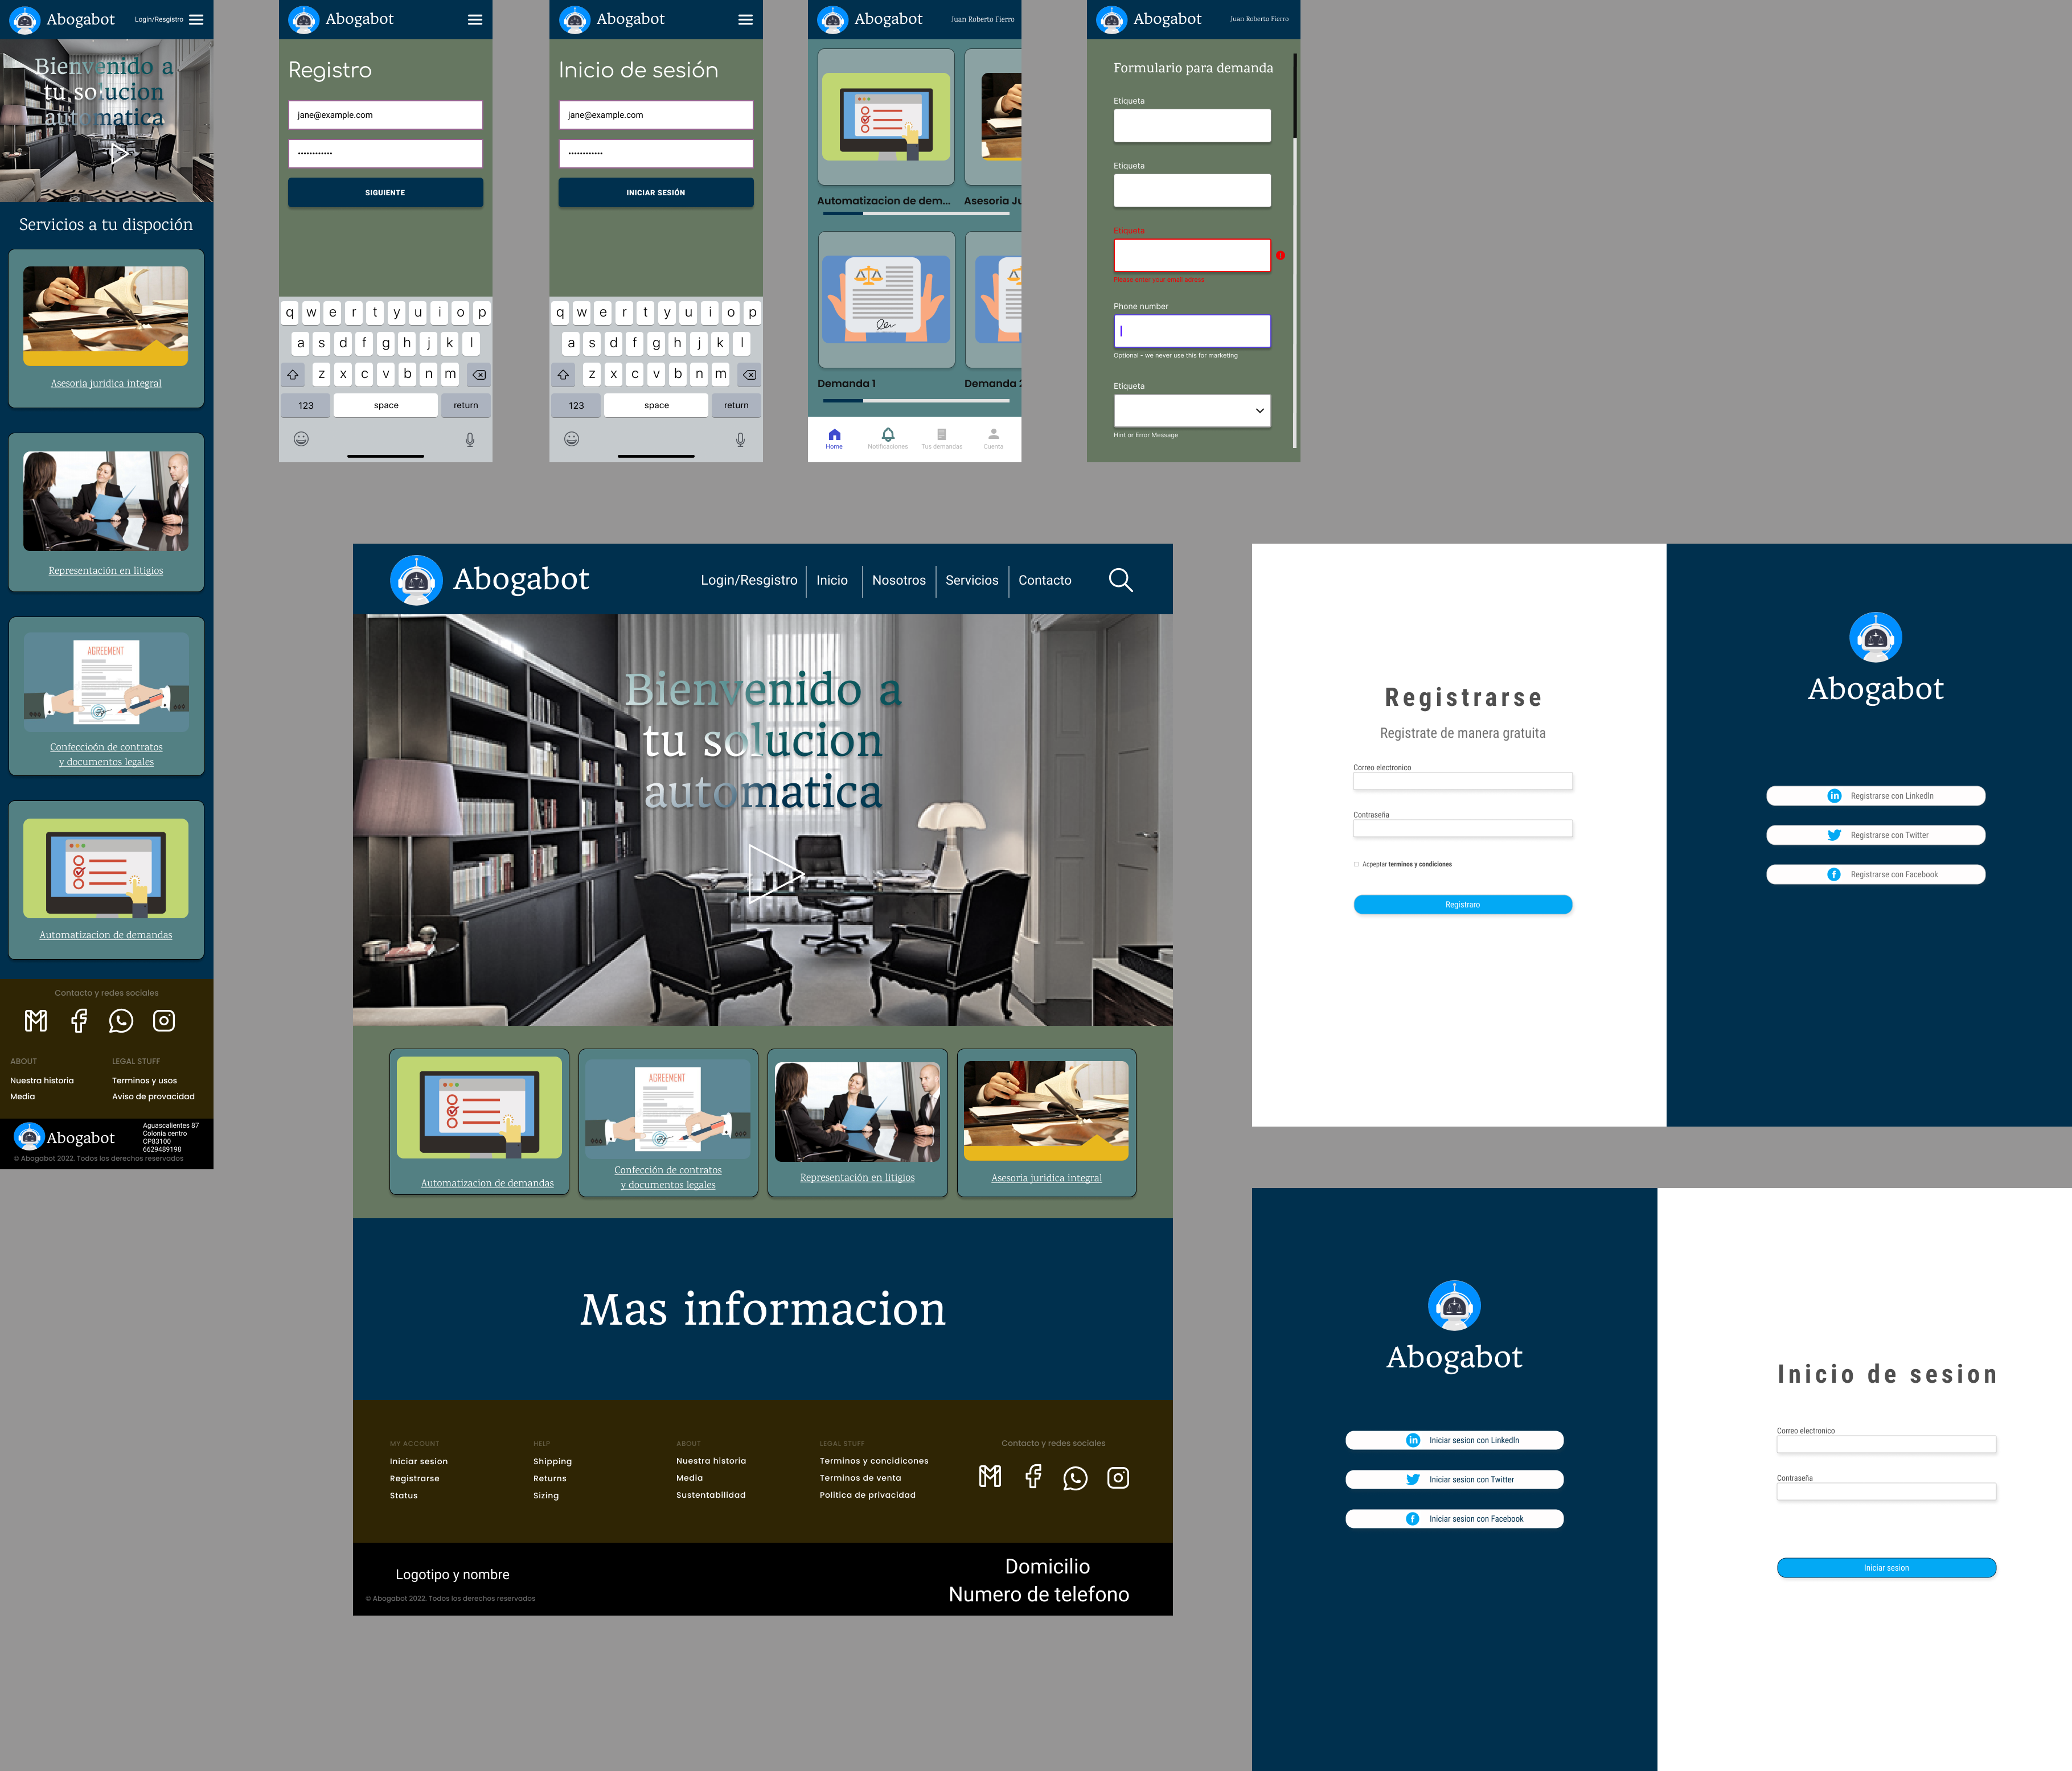 Abogabot
Login/Resgistro
Bienvenido a
tu solucion
automatica
Servicios a tu dispoción
Asesoria juridica integral
Representación en litigios
AGREEMENT
Confeccioón de contratos
y documentos legales
Automatizacion de demandas
Contacto y redes sociales
ABOUT
LEGAL STUFF
Nuestra historia
Terminos y usos
Media
Aviso de provacidad
Abogabot
Aguascalientes 87
Colonia centro
CP83100
6629489198
© Abogabot 2022. Todos los derechos reservados
Abogabot
Registro
jane@example.com
••••••••••••
SIGUIENTE
q w e r t y u i o p
a s d f g h j k l
z x c v b n m
123 space return
Abogabot
Inicio de sesión
jane@example.com
••••••••••••
INICIAR SESIÓN
q w e r t y u i o p
a s d f g h j k l
z x c v b n m
123 space return
Abogabot
Juan Roberto Fierro
Automatizacion de dem...
Asesoria Ju
Demanda 1
Demanda 2
Home
Notificaciones
Tus demandas
Cuenta
Abogabot
Juan Roberto Fierro
Formulario para demanda
Etiqueta
Etiqueta
Etiqueta
Please enter your email adress
Phone number
Optional - we never use this for marketing
Etiqueta
Hint or Error Message
Abogabot
Login/Resgistro
Inicio
Nosotros
Servicios
Contacto
Bienvenido a
tu solucion
automatica
Automatizacion de demandas
AGREEMENT
Confección de contratos
y documentos legales
Representación en litigios
Asesoria juridica integral
Mas informacion
MY ACCOUNT
Iniciar sesion
Registrarse
Status
HELP
Shipping
Returns
Sizing
ABOUT
Nuestra historia
Media
Sustentabilidad
LEGAL STUFF
Terminos y concidicones
Terminos de venta
Politica de privacidad
Contacto y redes sociales
Logotipo y nombre
© Abogabot 2022. Todos los derechos reservados
Domicilio
Numero de telefono
Registrarse
Registrate de manera gratuita
Correo electronico
Contraseña
Acpeptar terminos y condiciones
Registraro
Abogabot
Registrarse con LinkedIn
Registrarse con Twitter
Registrarse con Facebook
Abogabot
Iniciar sesion con LinkedIn
Iniciar sesion con Twitter
Iniciar sesion con Facebook
Inicio de sesion
Correo electronico
Contraseña
Iniciar sesion